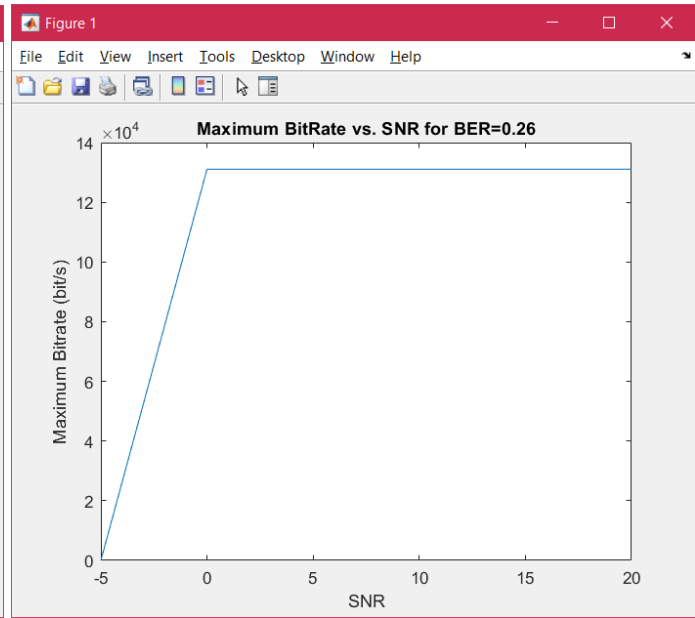 Figure 1
File Edit View Insert Tools Desktop Window Help
×10⁴
Maximum BitRate vs. SNR for BER=0.26
14
12
10
8
6
4
2
0
Maximum Bitrate (bit/s)
-5 0 5 10 15 20
SNR